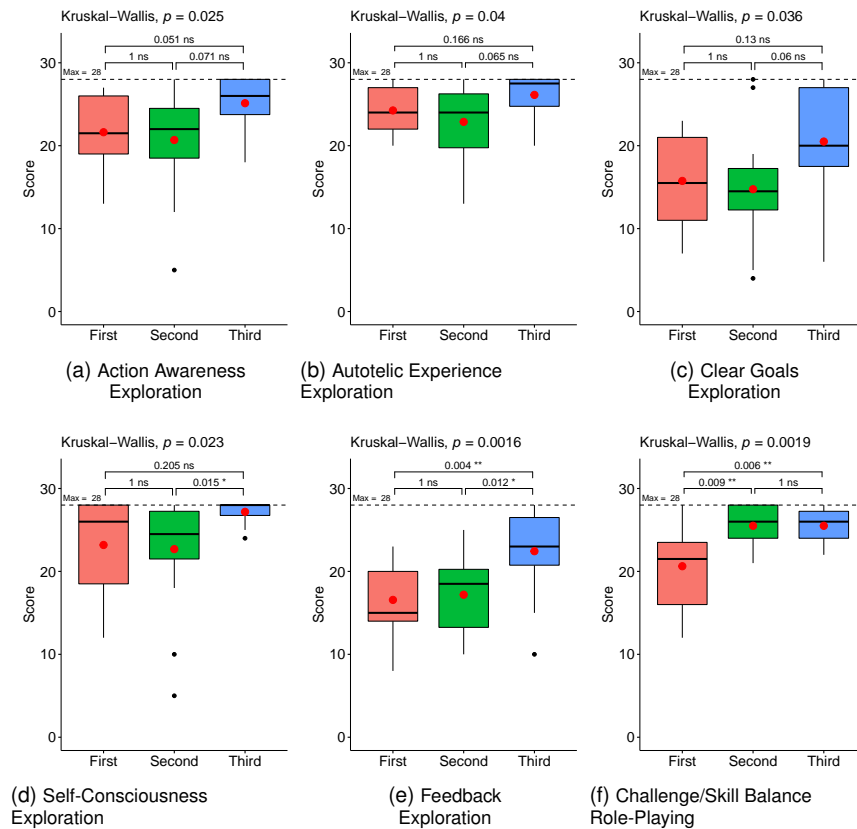 Kruskal−Wallis, p = 0.025
0.051 ns
1 ns
0.071 ns
Max = 28
30
20
10
0
Score
First Second Third
(a) Action Awareness
Exploration
Kruskal−Wallis, p = 0.04
0.166 ns
1 ns
0.065 ns
Max = 28
30
20
10
0
Score
First Second Third
(b) Autotelic Experience
Exploration
Kruskal−Wallis, p = 0.036
0.13 ns
1 ns
0.06 ns
Max = 28
30
20
10
0
Score
First Second Third
(c) Clear Goals
Exploration
Kruskal−Wallis, p = 0.023
0.205 ns
1 ns
0.015 *
Max = 28
30
20
10
0
Score
First Second Third
(d) Self-Consciousness
Exploration
Kruskal−Wallis, p = 0.0016
0.004 **
1 ns
0.012 *
Max = 28
30
20
10
0
Score
First Second Third
(e) Feedback
Exploration
Kruskal−Wallis, p = 0.0019
0.006 **
0.009 **
1 ns
Max = 28
30
20
10
0
Score
First Second Third
(f) Challenge/Skill Balance
Role-Playing